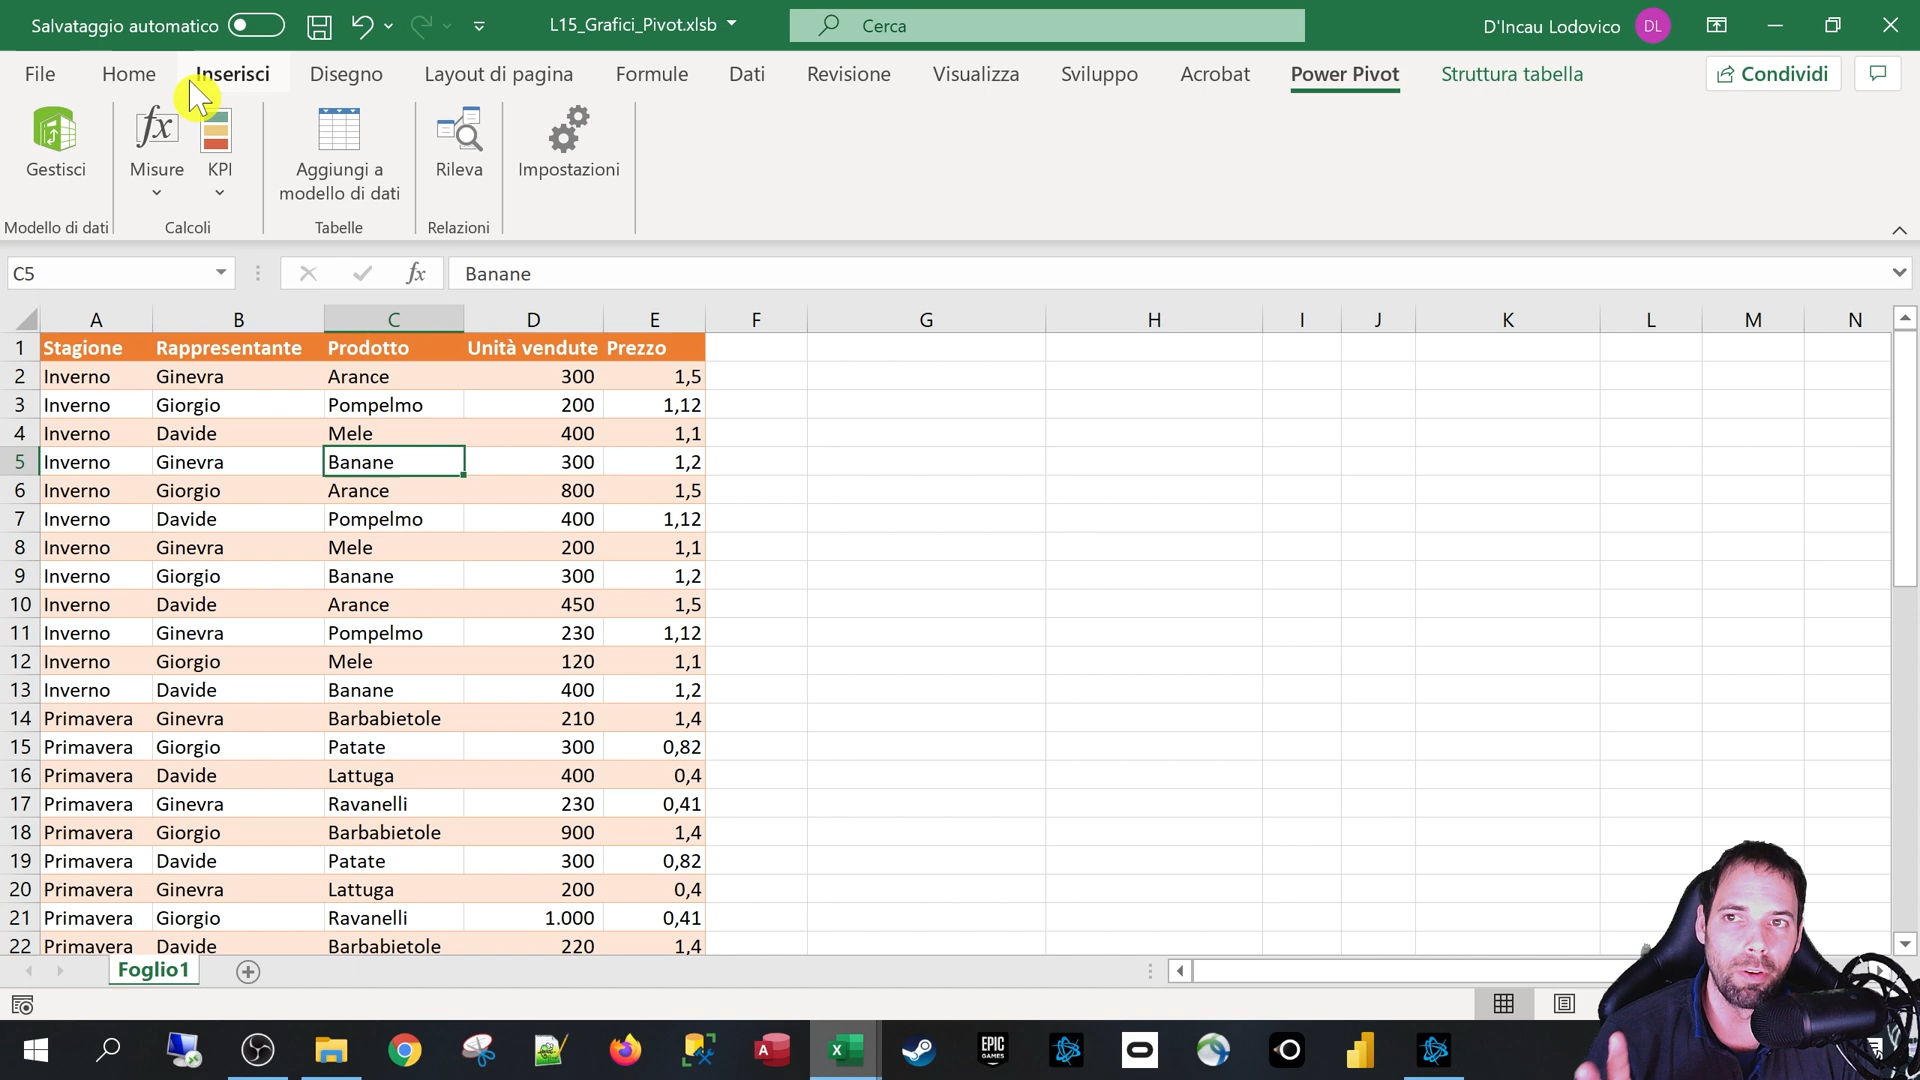 Salvataggio automatico
L15_Grafici_Pivot.xlsb
Cerca
D'Incau Lodovico DL
File Home Inserisci Disegno Layout di pagina Formule Dati Revisione Visualizza Sviluppo Acrobat Power Pivot Struttura tabella Condividi
Gestisci
Misure
KPI
Aggiungi a
modello di dati
Rileva
Impostazioni
Modello di dati Calcoli Tabelle Relazioni
C5 fx Banane
A B C D E F G H I J K L M N
1 Stagione Rappresentante Prodotto Unità vendute Prezzo
2 Inverno Ginevra Arance 300 1,5
3 Inverno Giorgio Pompelmo 200 1,12
4 Inverno Davide Mele 400 1,1
5 Inverno Ginevra Banane 300 1,2
6 Inverno Giorgio Arance 800 1,5
7 Inverno Davide Pompelmo 400 1,12
8 Inverno Ginevra Mele 200 1,1
9 Inverno Giorgio Banane 300 1,2
10 Inverno Davide Arance 450 1,5
11 Inverno Ginevra Pompelmo 230 1,12
12 Inverno Giorgio Mele 120 1,1
13 Inverno Davide Banane 400 1,2
14 Primavera Ginevra Barbabietole 210 1,4
15 Primavera Giorgio Patate 300 0,82
16 Primavera Davide Lattuga 400 0,4
17 Primavera Ginevra Ravanelli 230 0,41
18 Primavera Giorgio Barbabietole 900 1,4
19 Primavera Davide Patate 300 0,82
20 Primavera Ginevra Lattuga 200 0,4
21 Primavera Giorgio Ravanelli 1.000 0,41
22 Primavera Davide Barbabietole 220 1,4
Foglio1
EPIC
GAMES